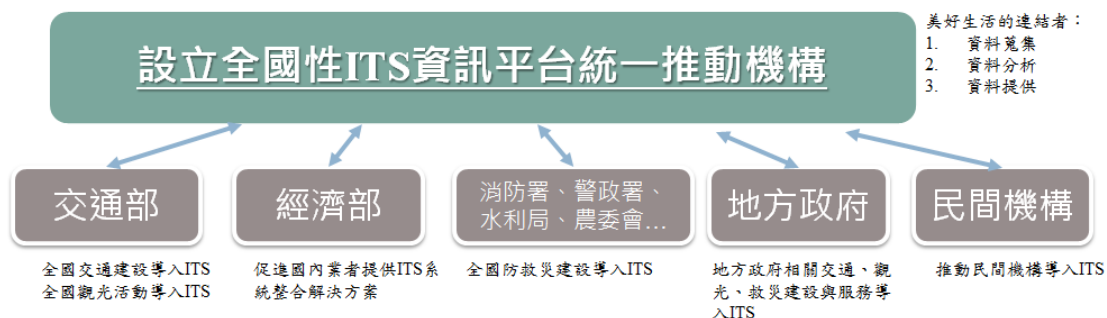 設立全國性ITS資訊平台統一推動機構
美好生活的連結者：
1. 資料蒐集
2. 資料分析
3. 資料提供
交通部
經濟部
消防署、警政署、
水利局、農委會...
地方政府
民間機構
全國交通建設導入ITS
全國觀光活動導入ITS
促進國內業者提供ITS系
統整合解決方案
全國防救災建設導入ITS
地方政府相關交通、觀
光、救災建設與服務導
入ITS
推動民間機構導入ITS